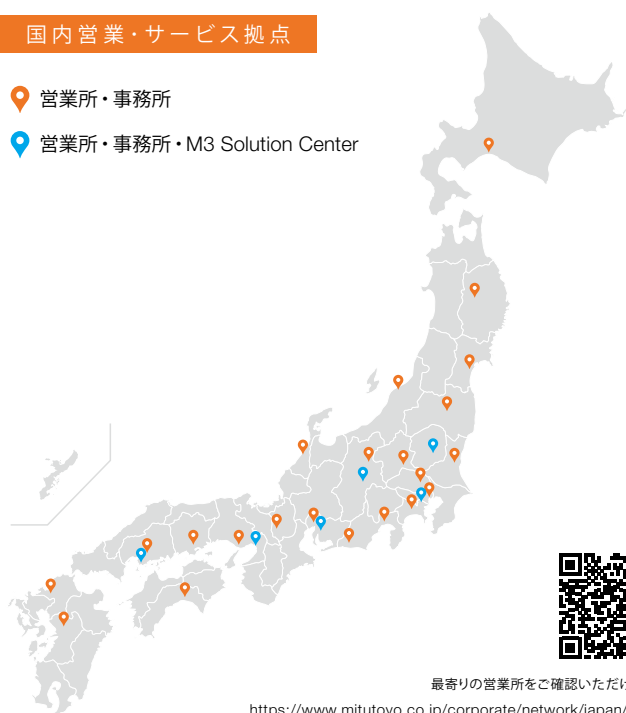 国内営業・サービス拠点
営業所・事務所
営業所・事務所・M3 Solution Center
最寄りの営業所をご確認いただけ
https://www.mitutoyo.co.jp/corporate/network/japan/